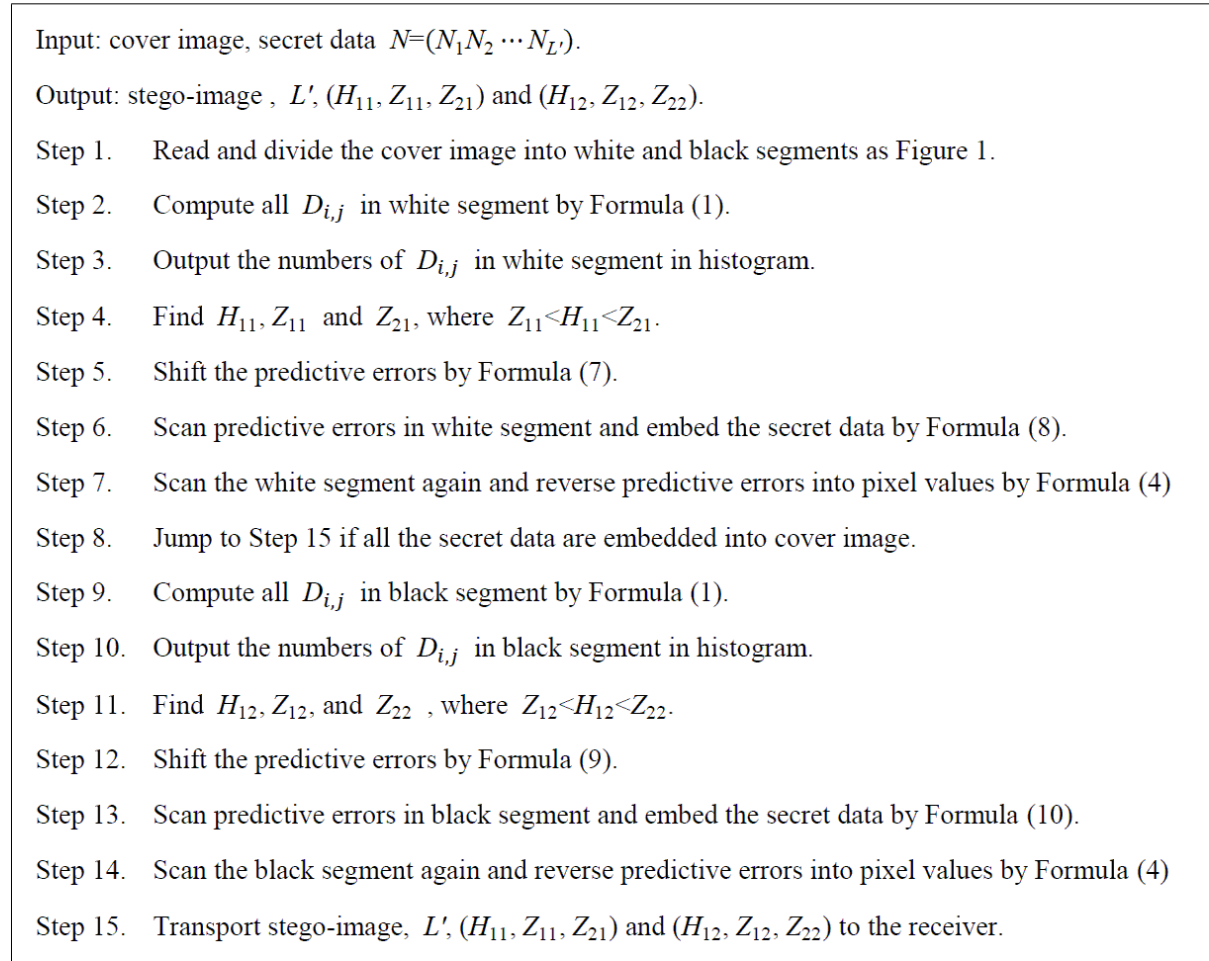 Input: cover image, secret data N=(N₁N₂ ⋯ N_L′).
Output: stego-image , L′, (H₁₁, Z₁₁, Z₂₁) and (H₁₂, Z₁₂, Z₂₂).
Step 1. Read and divide the cover image into white and black segments as Figure 1.
Step 2. Compute all D_i,j in white segment by Formula (1).
Step 3. Output the numbers of D_i,j in white segment in histogram.
Step 4. Find H₁₁, Z₁₁ and Z₂₁, where Z₁₁<H₁₁<Z₂₁.
Step 5. Shift the predictive errors by Formula (7).
Step 6. Scan predictive errors in white segment and embed the secret data by Formula (8).
Step 7. Scan the white segment again and reverse predictive errors into pixel values by Formula (4)
Step 8. Jump to Step 15 if all the secret data are embedded into cover image.
Step 9. Compute all D_i,j in black segment by Formula (1).
Step 10. Output the numbers of D_i,j in black segment in histogram.
Step 11. Find H₁₂, Z₁₂, and Z₂₂ , where Z₁₂<H₁₂<Z₂₂.
Step 12. Shift the predictive errors by Formula (9).
Step 13. Scan predictive errors in black segment and embed the secret data by Formula (10).
Step 14. Scan the black segment again and reverse predictive errors into pixel values by Formula (4)
Step 15. Transport stego-image, L′, (H₁₁, Z₁₁, Z₂₁) and (H₁₂, Z₁₂, Z₂₂) to the receiver.